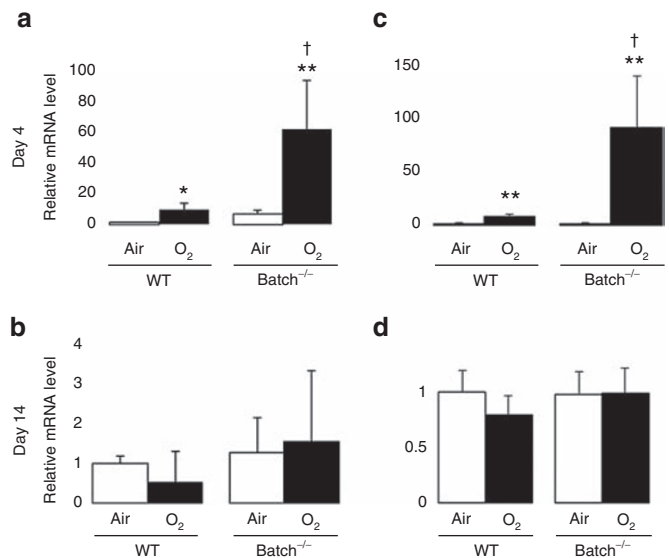 a
Day 4
Relative mRNA level
100
80
60
40
20
0
*
†
**
Air O₂ Air O₂
WT Batch⁻/⁻
c
150
100
50
0
**
†
**
Air O₂ Air O₂
WT Batch⁻/⁻
b
Day 14
Relative mRNA level
4
3
2
1
0
Air O₂ Air O₂
WT Batch⁻/⁻
d
1
0.5
0
Air O₂ Air O₂
WT Batch⁻/⁻